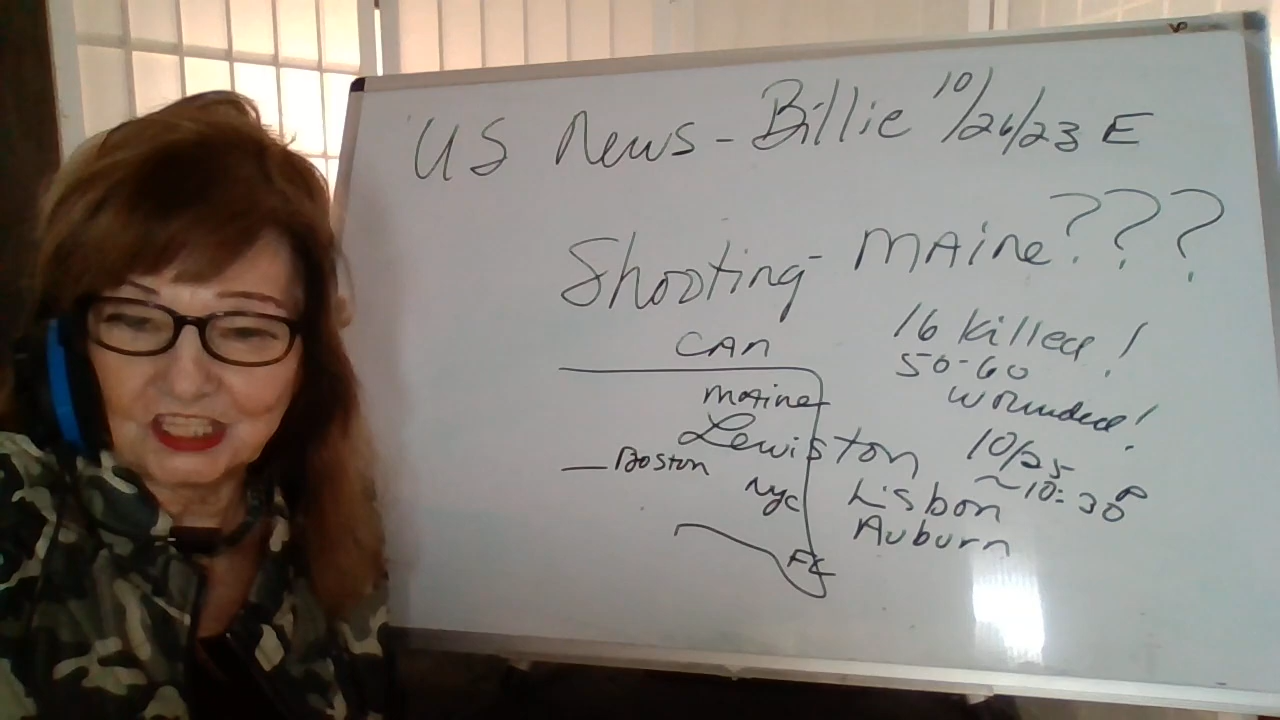 US News - Billie 10/26/23 E
Shooting - MAine???
16 killed!
50-60
wounded!
CAN
MAine
Lewiston
10/25
~10:30P
Boston
NYC
Lisbon
Auburn
FL